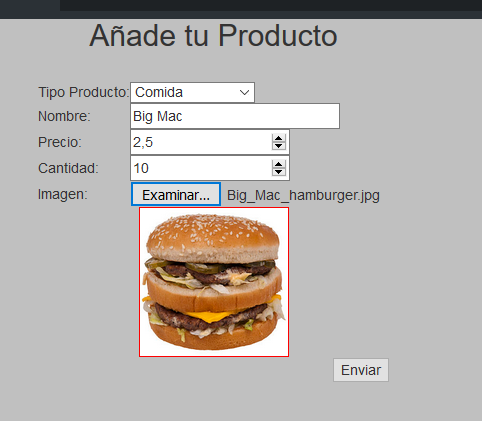 Añade tu Producto
Tipo Producto: Comida
Nombre: Big Mac
Precio: 2,5
Cantidad: 10
Imagen: Examinar... Big_Mac_hamburger.jpg
Enviar